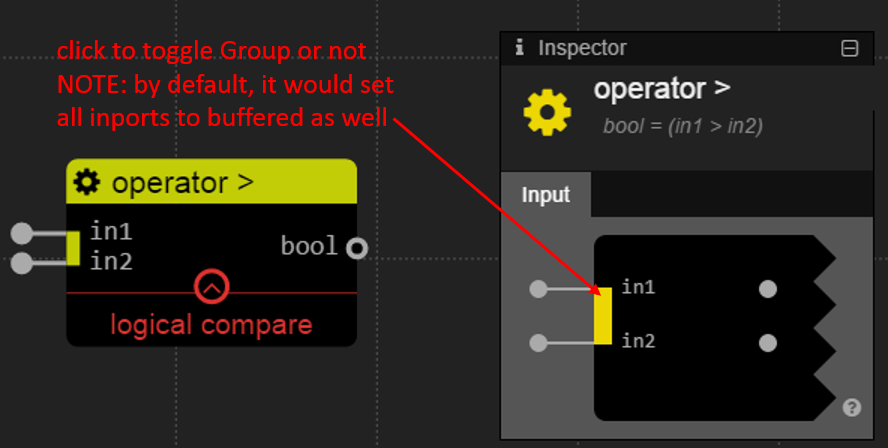 click to toggle Group or not
NOTE: by default, it would set
all inports to buffered as well
operator >
in1
in2
bool
logical compare
i Inspector
operator >
bool = (in1 > in2)
Input
in1
in2
?